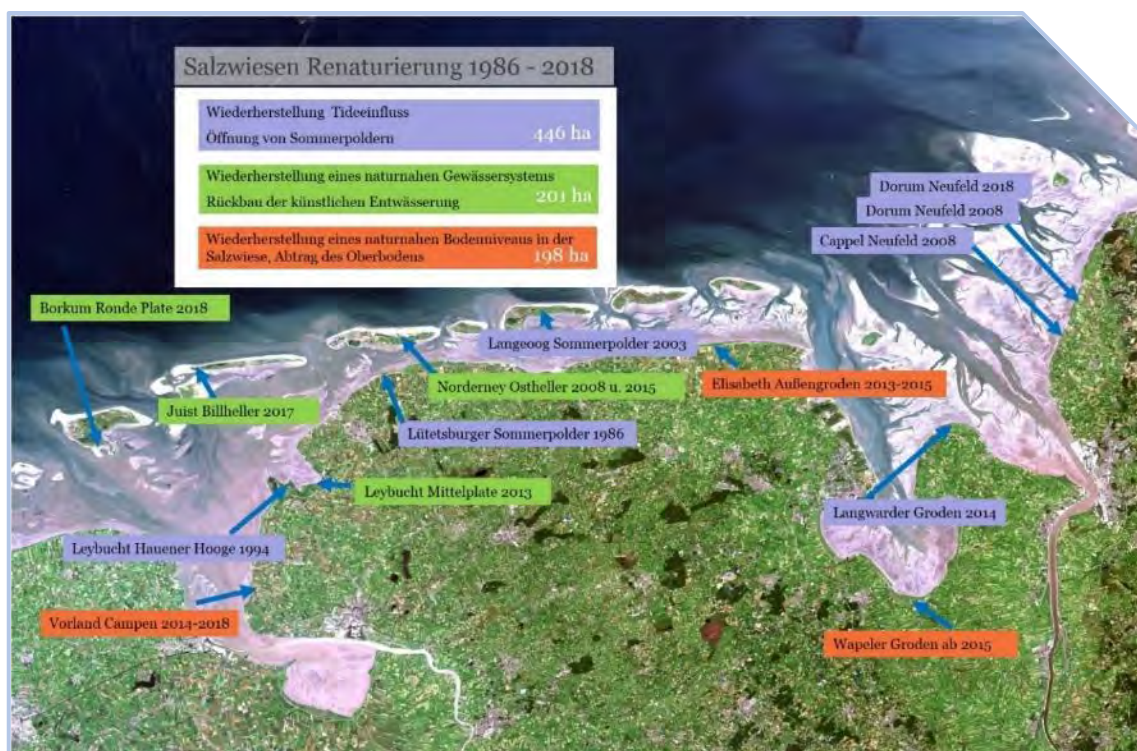 Salzwiesen Renaturierung 1986 - 2018
Wiederherstellung Tideeinfluss
Öffnung von Sommerpoldern
446 ha
Wiederherstellung eines naturnahen Gewässersystems
Rückbau der künstlichen Entwässerung
201 ha
Wiederherstellung eines naturnahen Bodenniveaus in der
Salzwiese, Abtrag des Oberbodens
198 ha
Dorum Neufeld 2018
Dorum Neufeld 2008
Cappel Neufeld 2008
Borkum Ronde Plate 2018
Langeoog Sommerpolder 2003
Norderney Ostheller 2008 u. 2015
Elisabeth Außengroden 2013-2015
Juist Billheller 2017
Lütetsburger Sommerpolder 1986
Leybucht Mittelplate 2013
Langwarder Groden 2014
Leybucht Hauener Hooge 1994
Vorland Campen 2014-2018
Wapeler Groden ab 2015